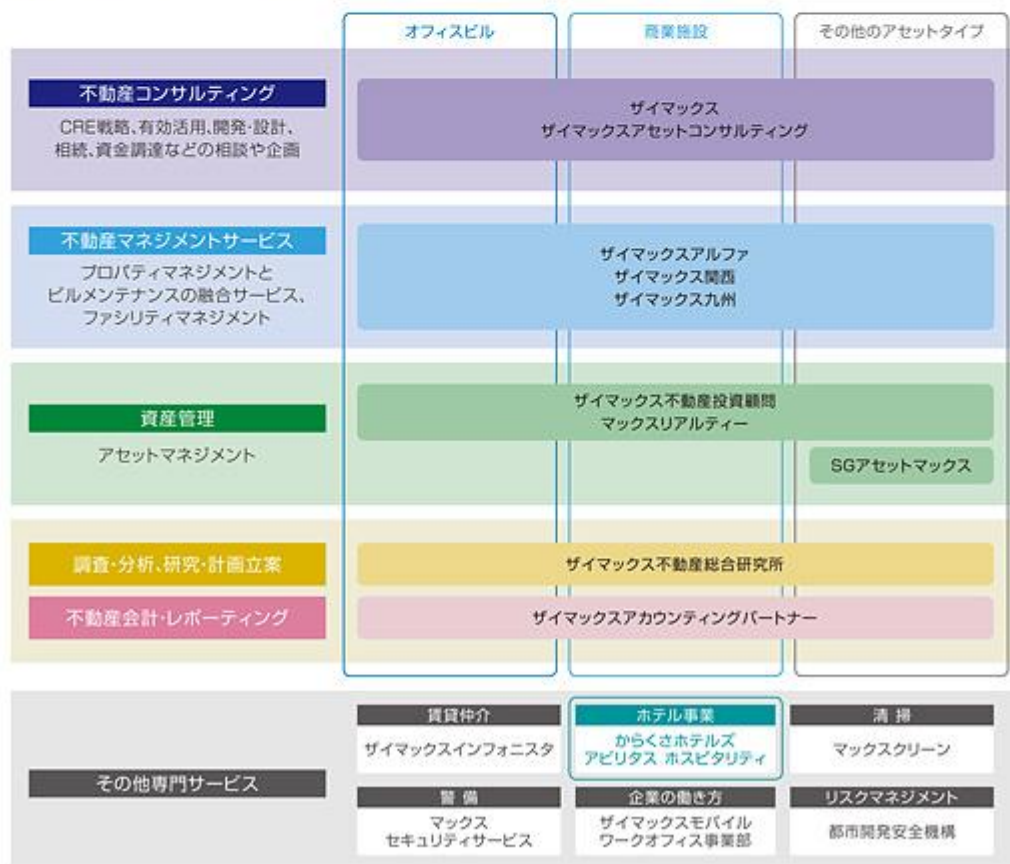 オフィスビル
商業施設
その他のアセットタイプ
不動産コンサルティング
CRE戦略、有効活用、開発・設計、
相続、資金調達などの相談や企画
ザイマックス
ザイマックスアセットコンサルティング
不動産マネジメントサービス
プロパティマネジメントと
ビルメンテナンスの融合サービス、
ファシリティマネジメント
ザイマックスアルファ
ザイマックス関西
ザイマックス九州
資産管理
アセットマネジメント
ザイマックス不動産投資顧問
マックスリアルティー
SGアセットマックス
調査・分析、研究・計画立案
ザイマックス不動産総合研究所
不動産会計・レポーティング
ザイマックスアカウンティングパートナー
その他専門サービス
賃貸仲介
ザイマックスインフォニスタ
ホテル事業
からくさホテルズ
アビリタス ホスピタリティ
清 掃
マックスクリーン
警 備
マックス
セキュリティサービス
企業の働き方
ザイマックスモバイル
ワークオフィス事業部
リスクマネジメント
都市開発安全機構